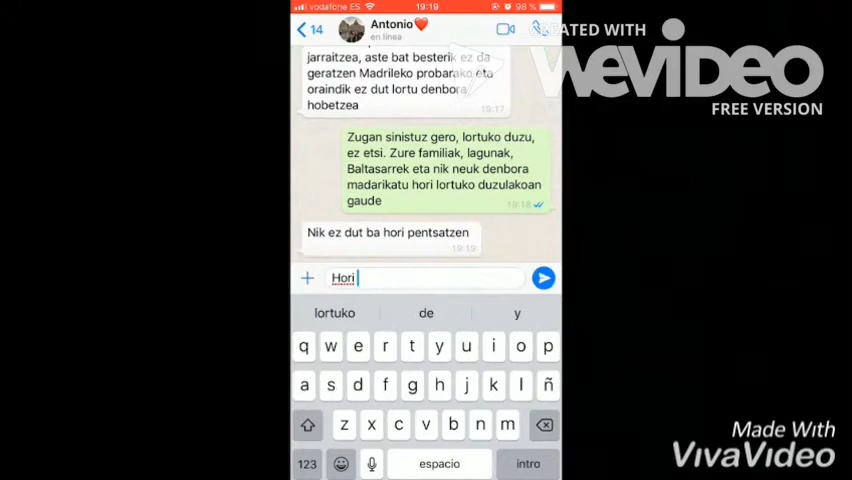 vodafone ES 19:19 98 %
14 Antonio❤️
en línea
CREATED WITH
WeVideo
FREE VERSION
jarraitzea, aste bat besterik ez da
geratzen Madrileko probarako eta
oraindik ez dut lortu denbora
hobetzea
19:17
Zugan sinistuz gero, lortuko duzu,
ez etsi. Zure familiak, lagunak,
Baltasarrek eta nik neuk denbora
madarikatu hori lortuko duzulakoan
gaude
19:18
Nik ez dut ba hori pentsatzen
19:19
Hori
lortuko de y
q w e r t y u i o p
a s d f g h j k l ñ
z x c v b n m
123 espacio intro
Made With
VivaVideo